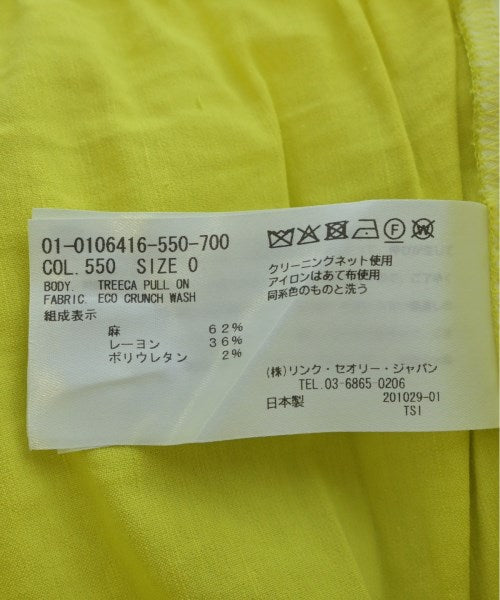 01-0106416-550-700
COL. 550 SIZE 0
BODY. TREECA PULL ON
FABRIC. ECO CRUNCH WASH
組成表示
麻 62%
レーヨン 36%
ポリウレタン 2%
クリーニングネット使用
アイロンはあて布使用
同系色のものと洗う
(株)リンク・セオリー・ジャパン
TEL. 03-6865-0206
日本製 201029-01
TSI